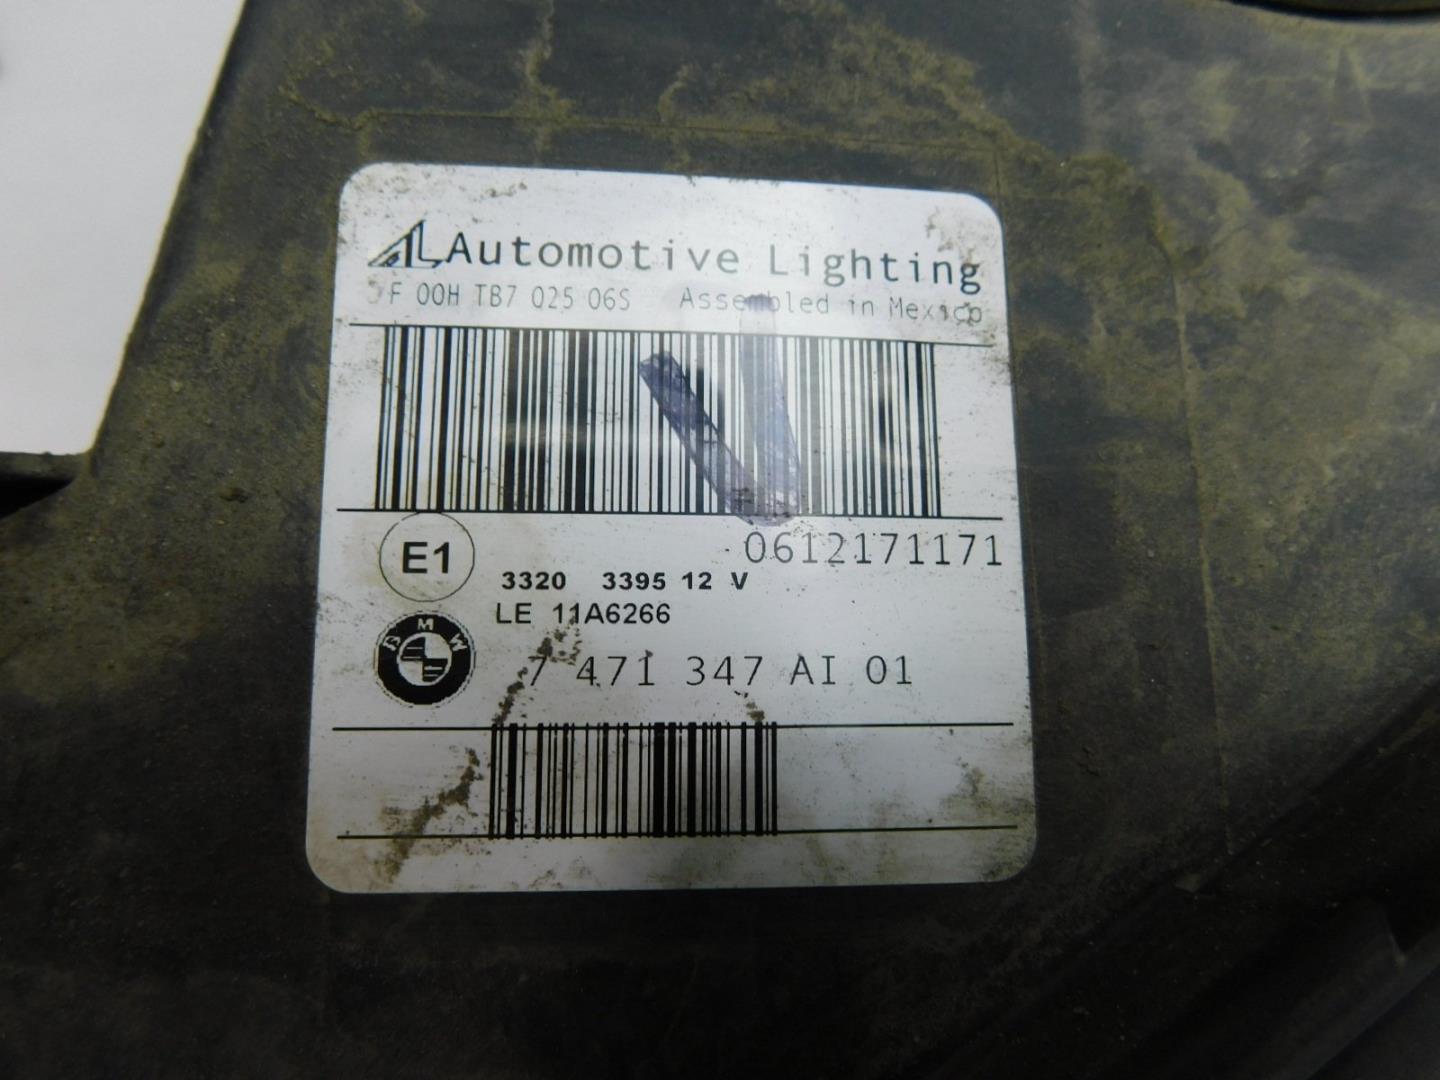 AL Automotive Lighting
F 00H TB7 025 06S Assembled in Mexico
0612171171
E1
3320 3395 12 V
LE 11A6266
BMW
7 471 347 AI 01